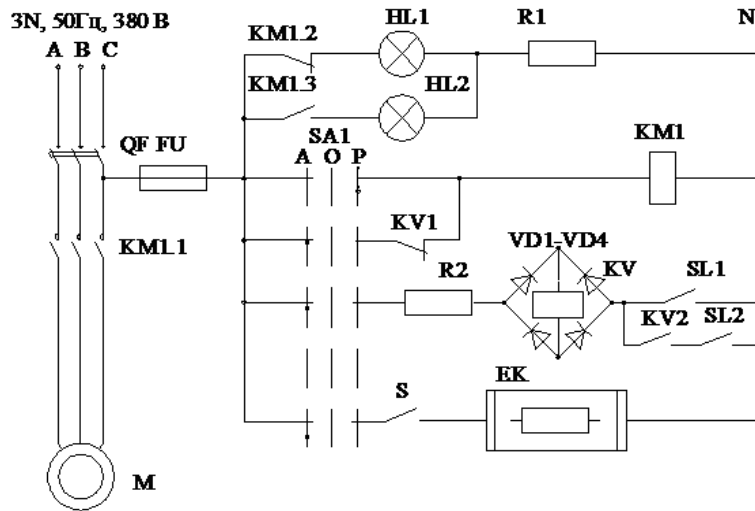 3N, 50Гц, 380 В
A B C
QF FU
KM1.1
M
KM1.2
HL1
R1
N
KM1.3
HL2
SA1
A O P
KM1
KV1
VD1-VD4
R2
KV
SL1
KV2
SL2
S
EK